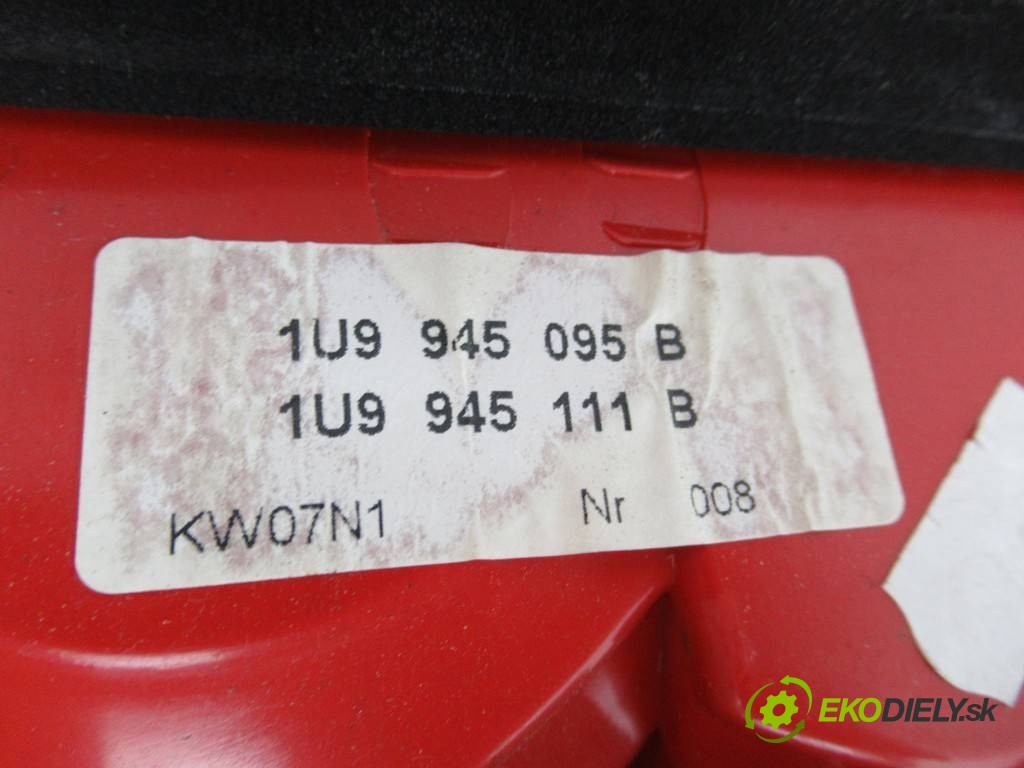 1U9 945 095 B
1U9 945 111 B
KW07N1 Nr 008
EKODIELY.sk